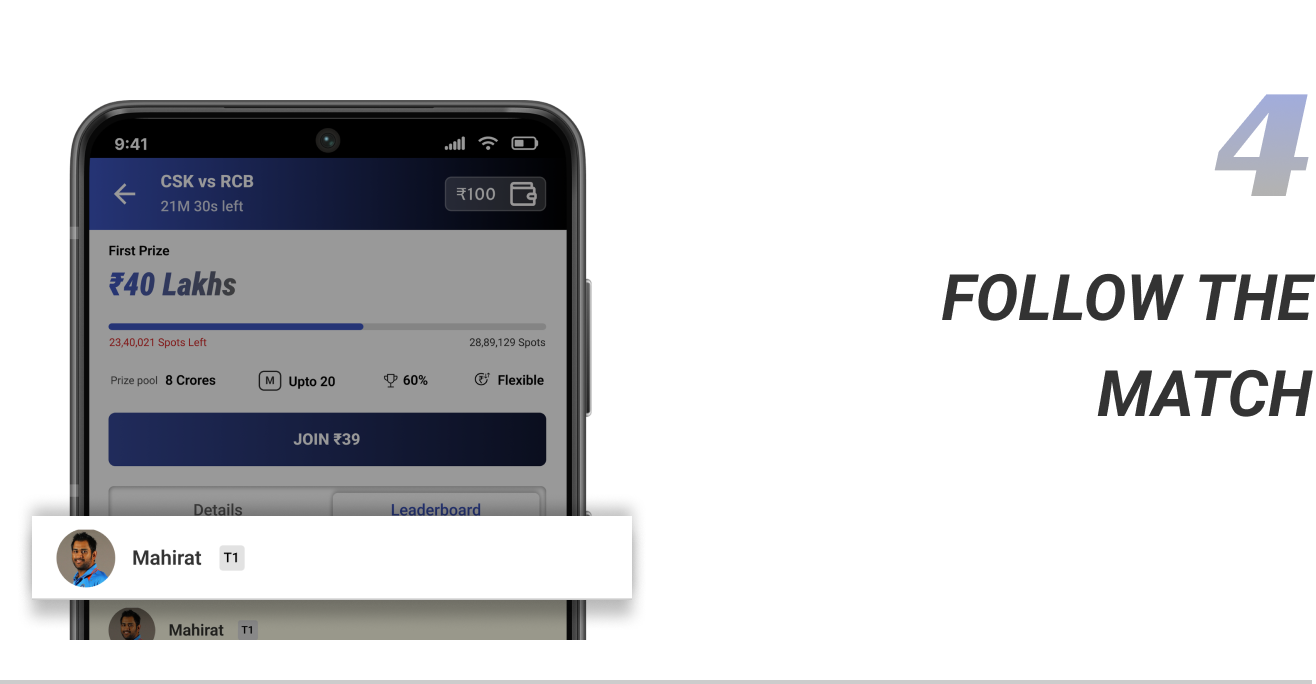 9:41
CSK vs RCB
21M 30s left
₹100
First Prize
₹40 Lakhs
23,40,021 Spots Left
28,89,129 Spots
Prize pool 8 Crores
M Upto 20
60%
Flexible
JOIN ₹39
Details
Leaderboard
Mahirat T1
Mahirat T1
4
FOLLOW THE
MATCH